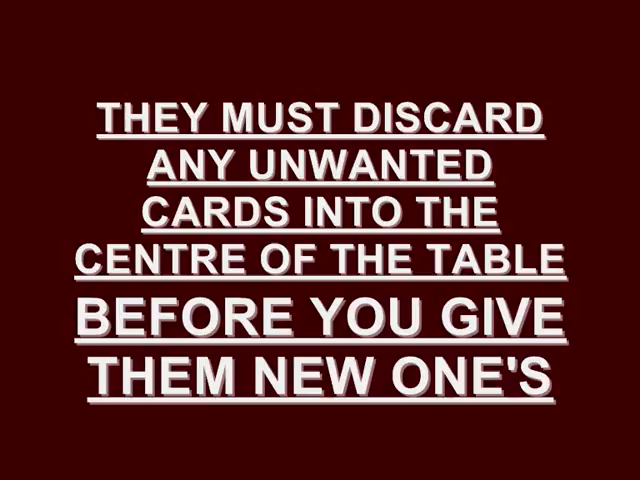 THEY MUST DISCARD
ANY UNWANTED
CARDS INTO THE
CENTRE OF THE TABLE
BEFORE YOU GIVE
THEM NEW ONE'S